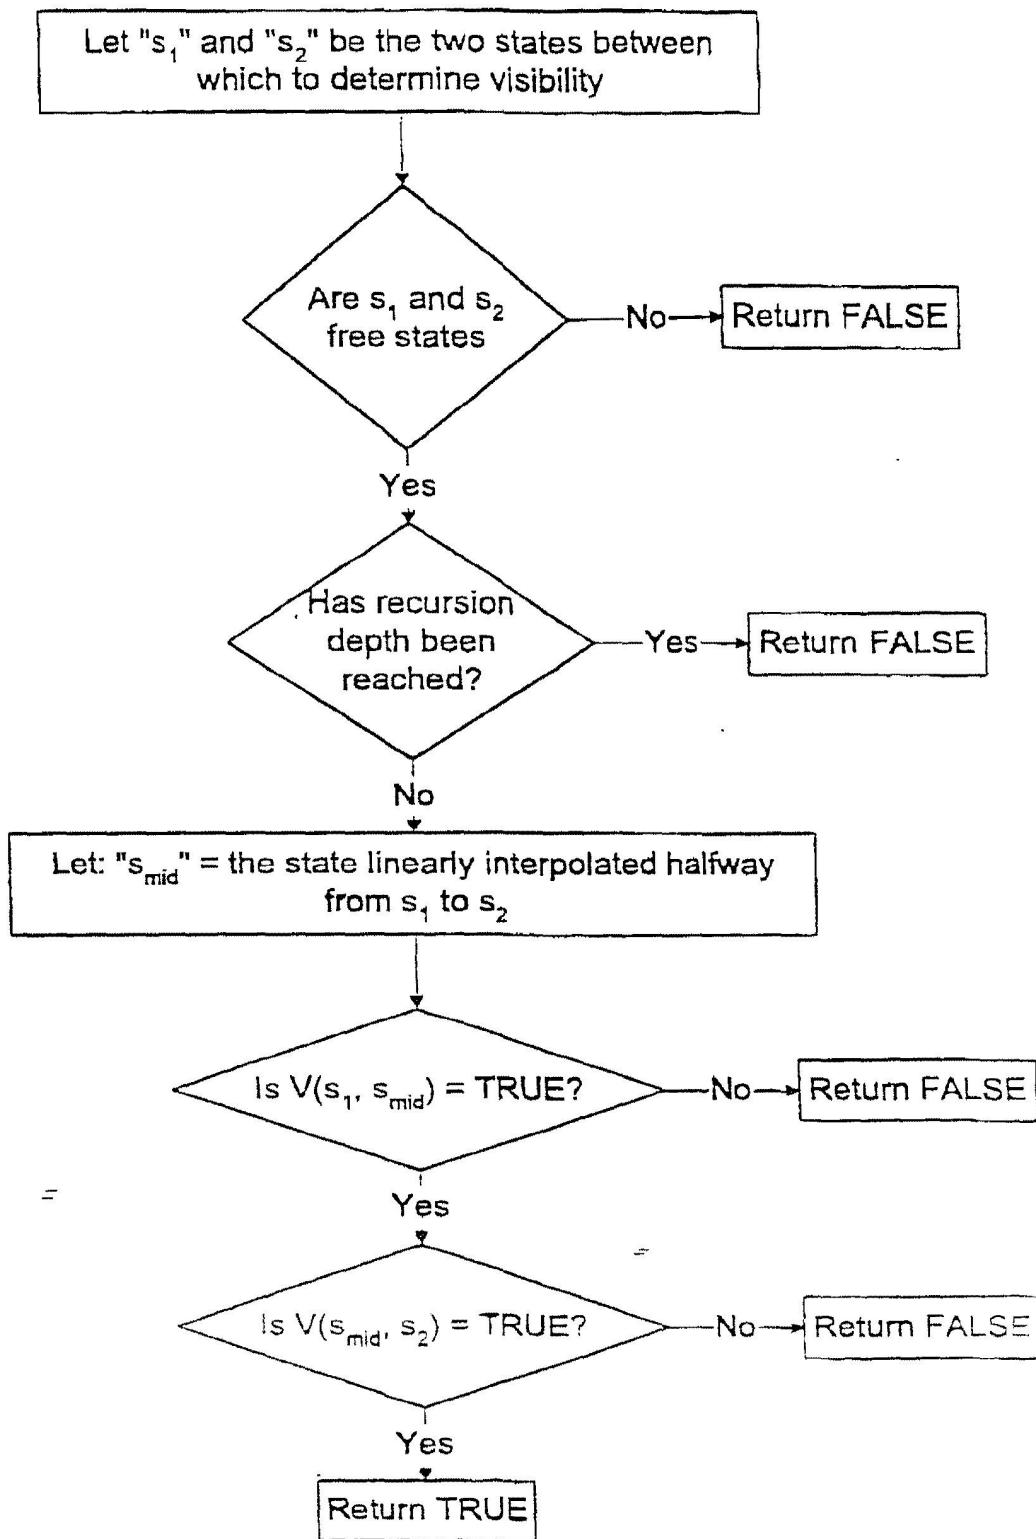 Let "s₁" and "s₂" be the two states between
which to determine visibility
Are s₁ and s₂
free states
No
Return FALSE
Yes
Has recursion
depth been
reached?
Yes
Return FALSE
No
Let: "s_mid" = the state linearly interpolated halfway
from s₁ to s₂
Is V(s₁, s_mid) = TRUE?
No
Return FALSE
Yes
Is V(s_mid, s₂) = TRUE?
No
Return FALSE
Yes
Return TRUE